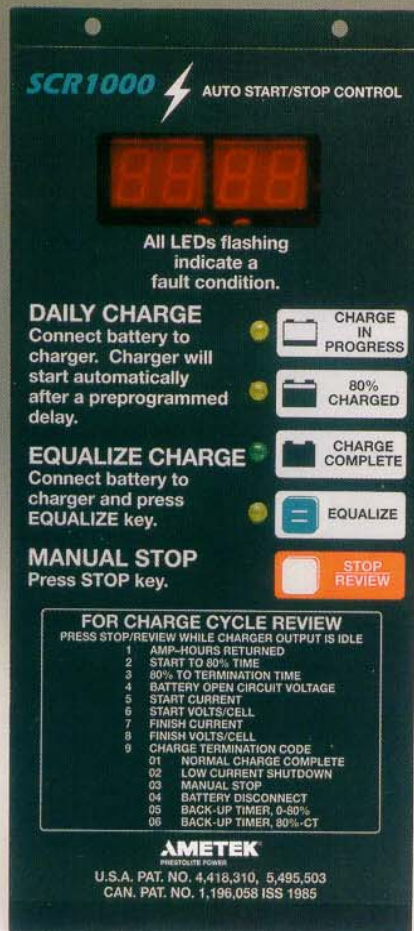 SCR1000 AUTO START/STOP CONTROL
88 88
All LEDs flashing
indicate a
fault condition.
DAILY CHARGE
Connect battery to
charger. Charger will
start automatically
after a preprogrammed
delay.
CHARGE
IN
PROGRESS
80%
CHARGED
EQUALIZE CHARGE
Connect battery to
charger and press
EQUALIZE key.
CHARGE
COMPLETE
EQUALIZE
MANUAL STOP
Press STOP key.
STOP
REVIEW
FOR CHARGE CYCLE REVIEW
PRESS STOP/REVIEW WHILE CHARGER OUTPUT IS IDLE
1 AMP-HOURS RETURNED
2 START TO 80% TIME
3 80% TO TERMINATION TIME
4 BATTERY OPEN CIRCUIT VOLTAGE
5 START CURRENT
6 START VOLTS/CELL
7 FINISH CURRENT
8 FINISH VOLTS/CELL
9 CHARGE TERMINATION CODE
01 NORMAL CHARGE COMPLETE
02 LOW CURRENT SHUTDOWN
03 MANUAL STOP
04 BATTERY DISCONNECT
05 BACK-UP TIMER, 0-80%
06 BACK-UP TIMER, 80%-CT
AMETEK
PRESTOLITE POWER
U.S.A. PAT. NO. 4,418,310, 5,495,503
CAN. PAT. NO. 1,196,058 ISS 1985